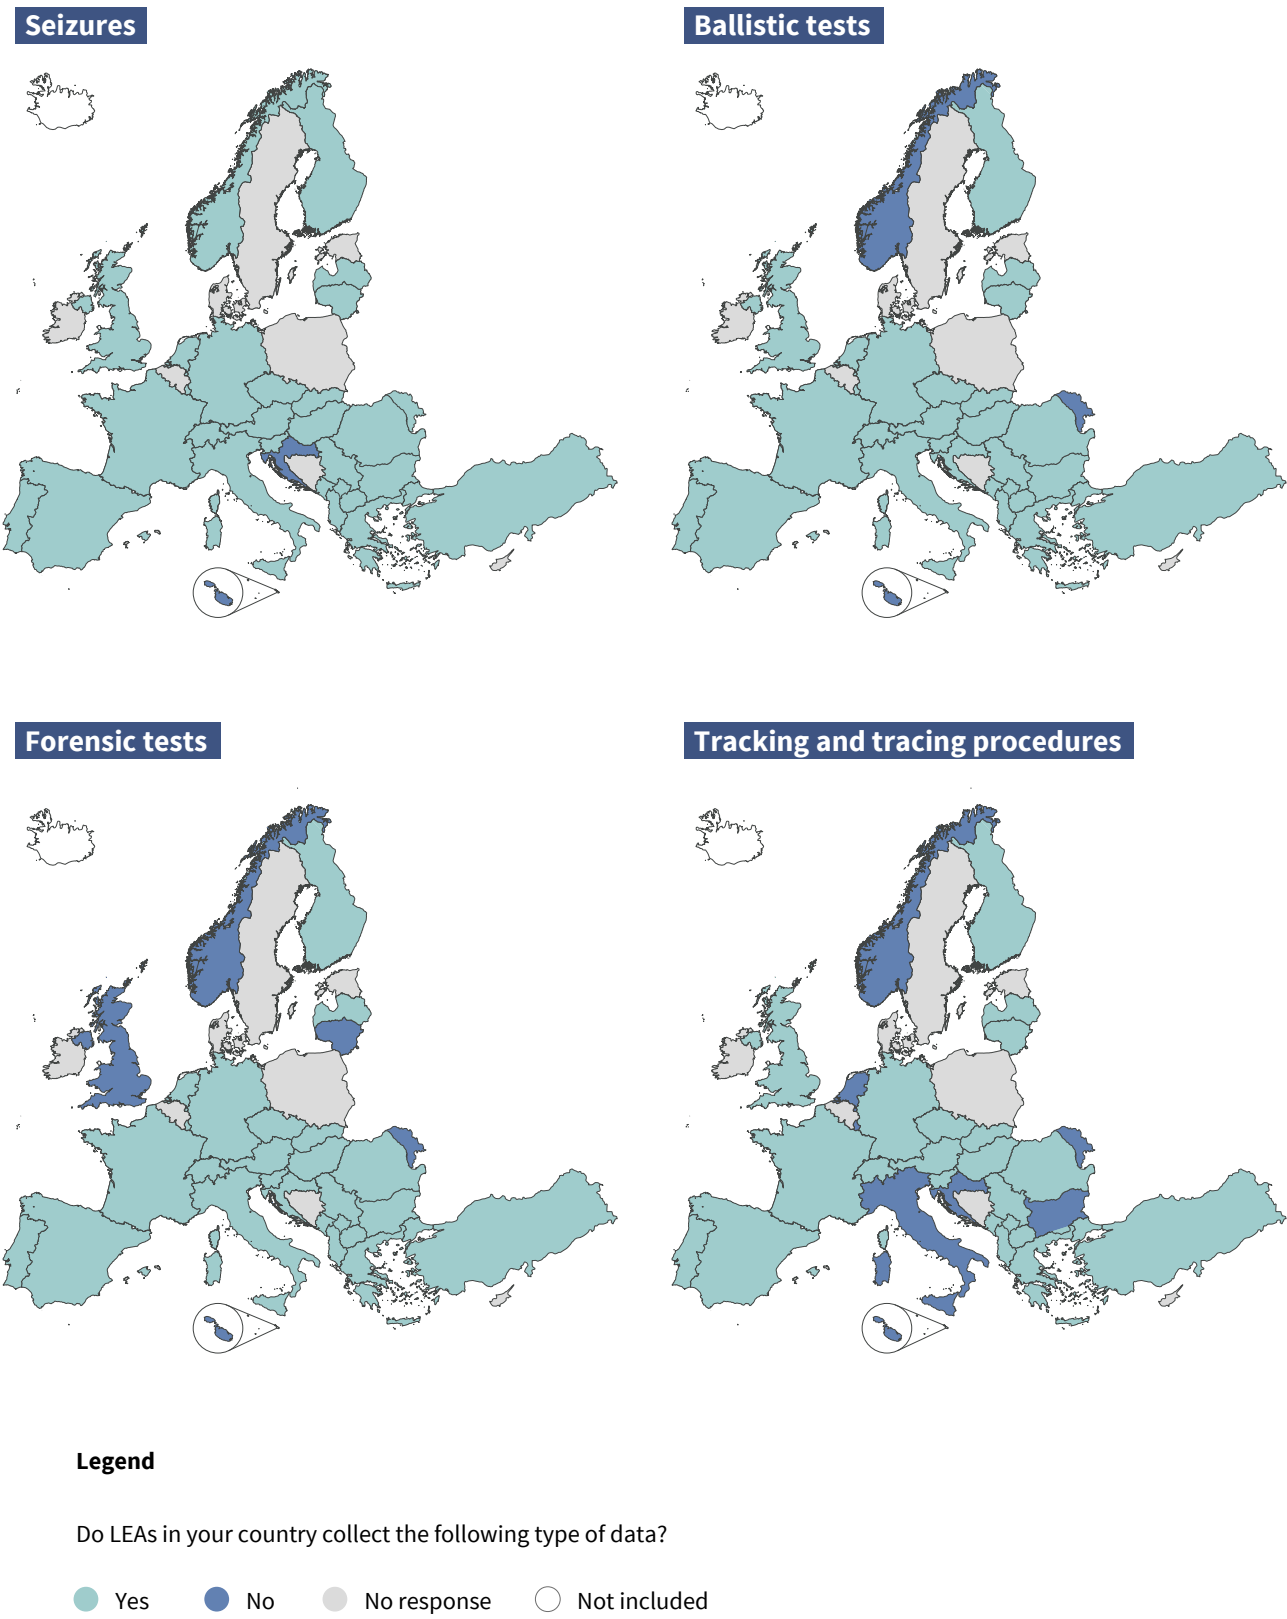 Seizures
Ballistic tests
Forensic tests
Tracking and tracing procedures
Legend
Do LEAs in your country collect the following type of data?
Yes No No response Not included